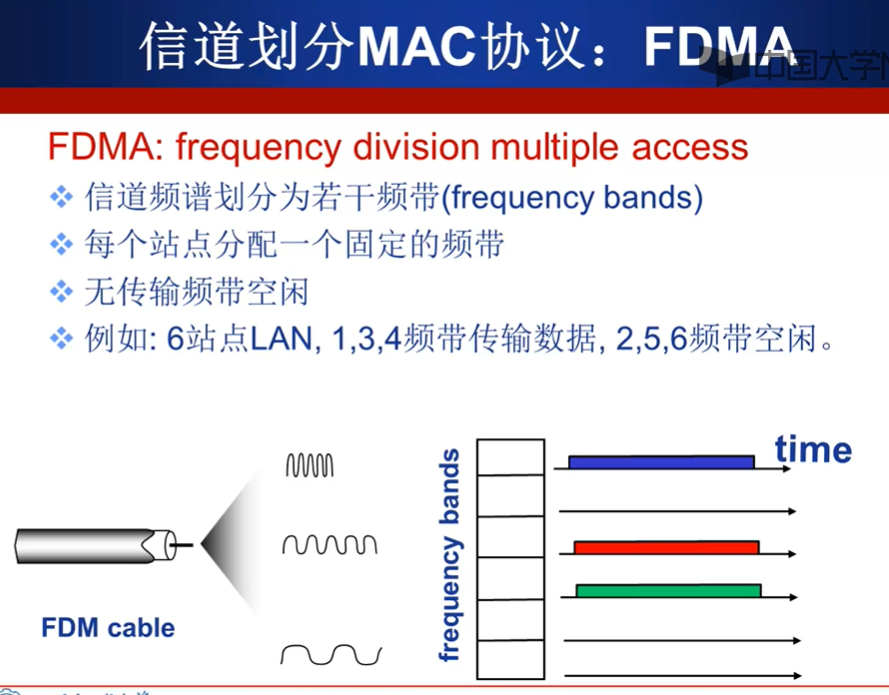 信道划分MAC协议：FDMA
中国大学
FDMA: frequency division multiple access
信道频谱划分为若干频带(frequency bands)
每个站点分配一个固定的频带
无传输频带空闲
例如: 6站点LAN, 1,3,4频带传输数据, 2,5,6频带空闲。
time
frequency bands
FDM cable